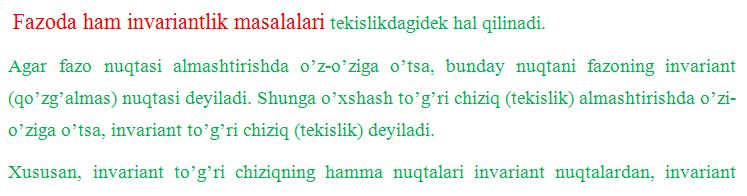 Fazoda ham invariantlik masalalari tekislikdagidek hal qilinadi.
Agar fazo nuqtasi almashtirishda o’z-o’ziga o’tsa, bunday nuqtani fazoning invariant
(qo’zg’almas) nuqtasi deyiladi. Shunga o’xshash to’g’ri chiziq (tekislik) almashtirishda o’zi-
o’ziga o’tsa, invariant to’g’ri chiziq (tekislik) deyiladi.
Xususan, invariant to’g’ri chiziqning hamma nuqtalari invariant nuqtalardan, invariant